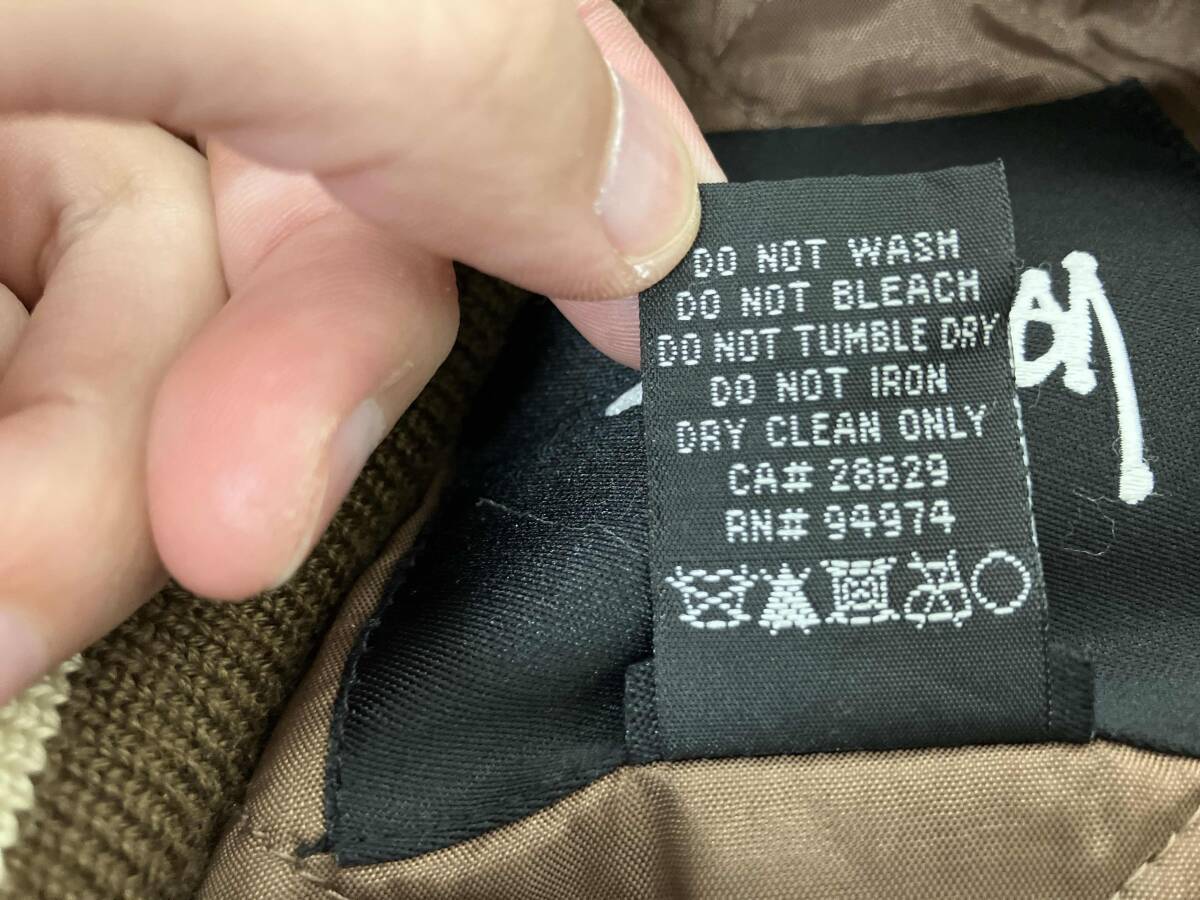 DO NOT WASH
DO NOT BLEACH
DO NOT TUMBLE DRY
DO NOT IRON
DRY CLEAN ONLY
CA# 28629
RN# 94974